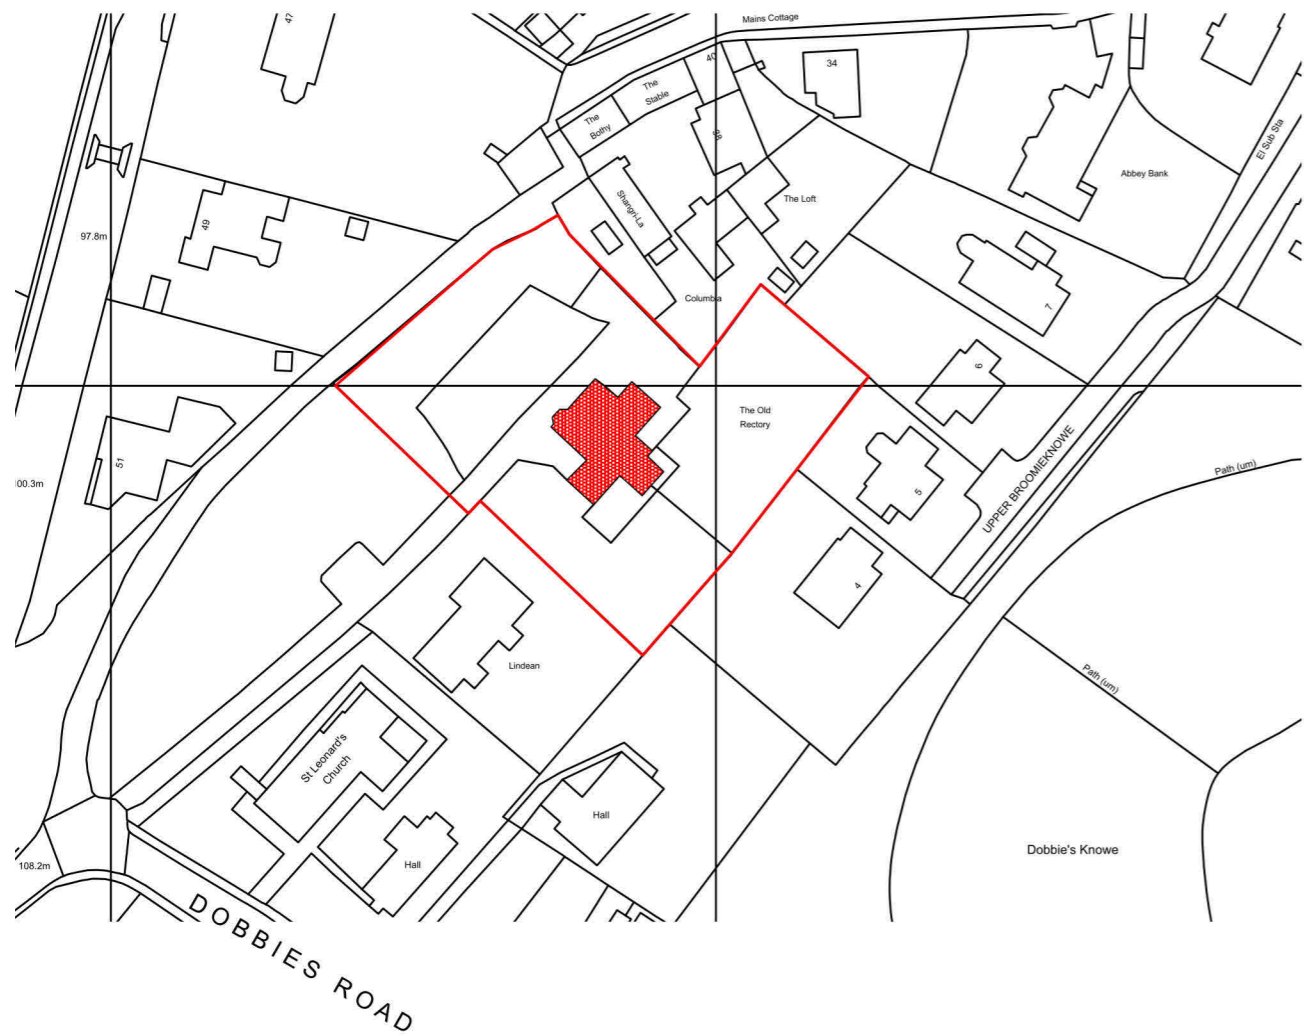 47
Mains Cottage
40
34
The
Stable
The
Bothy
38
El Sub Sta
Abbey Bank
Shangri-La
The Loft
49
97.8m
Columbia
7
6
The Old
Rectory
51
5
UPPER BROOMIEKNOWE
Path (um)
00.3m
4
Lindean
Path (um)
St Leonard's
Church
Hall
Hall
Dobbie's Knowe
108.2m
DOBBIES ROAD